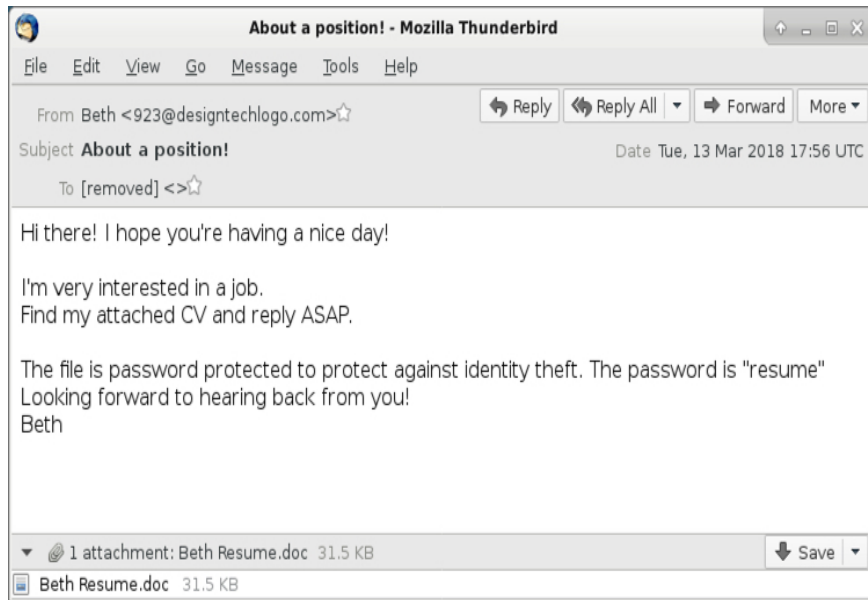 About a position! - Mozilla Thunderbird
File Edit View Go Message Tools Help
From Beth <923@designtechlogo.com> Reply Reply All Forward More
Subject About a position! Date Tue, 13 Mar 2018 17:56 UTC
To [removed] <>
Hi there! I hope you're having a nice day!
I'm very interested in a job.
Find my attached CV and reply ASAP.
The file is password protected to protect against identity theft. The password is "resume"
Looking forward to hearing back from you!
Beth
1 attachment: Beth Resume.doc 31.5 KB Save
Beth Resume.doc 31.5 KB